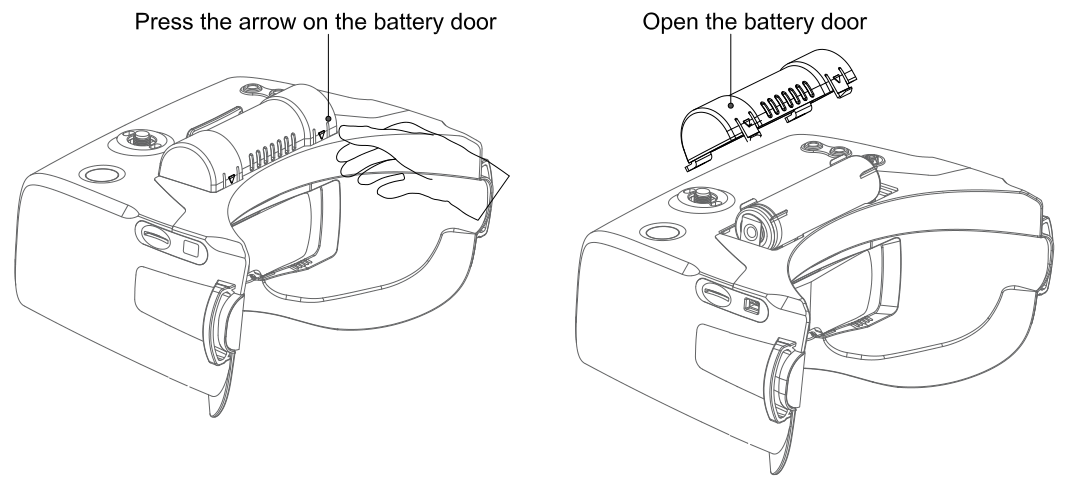 Press the arrow on the battery door
Open the battery door